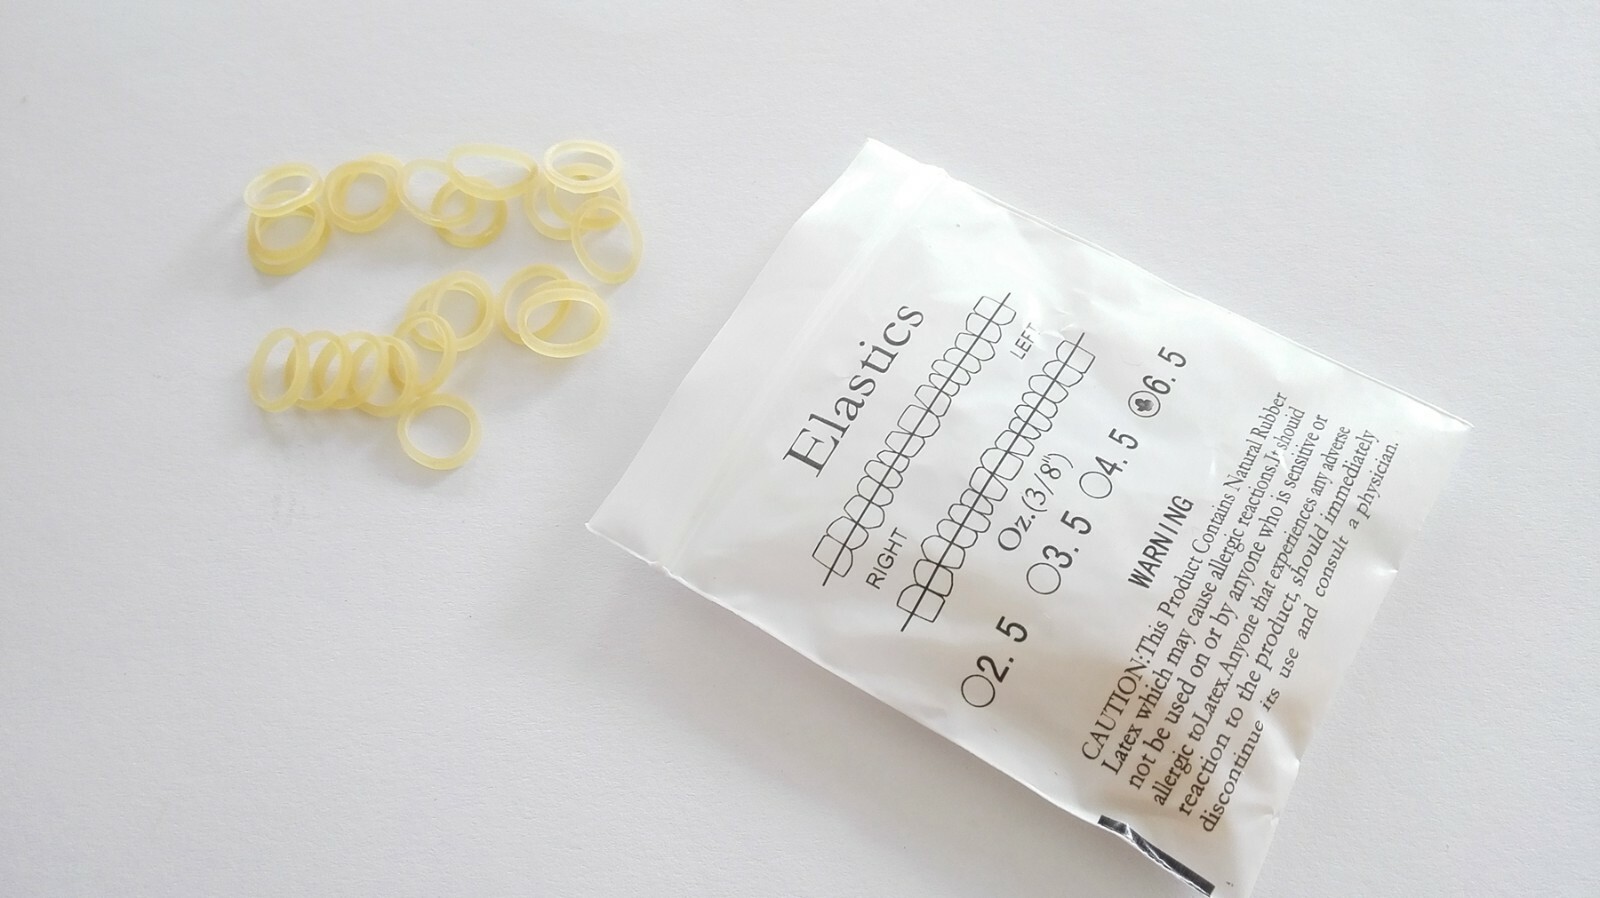 Elastics
LEFT
RIGHT
Oz.(3/8")
2.5 3.5 4.5 6.5
WARNING
CAUTION:This Product Contains Natural Rubber
Latex which may cause allergic reactions.It shouid
not be used on or by anyone who is sensitive or
allergic toLatex.Anyone that experiences any adverse
reaction to the product, should immediately
discontinue its use and consult a physician.